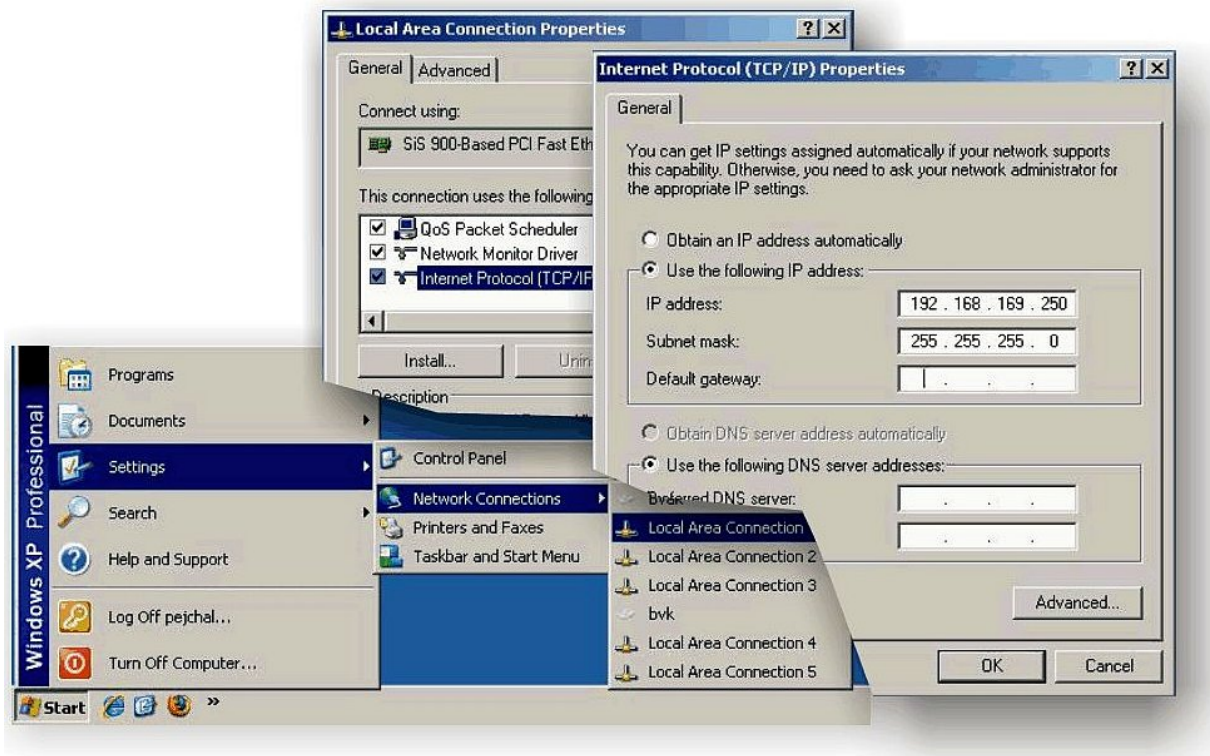 Local Area Connection Properties
General
Advanced
Connect using:
SiS 900-Based PCI Fast Eth
This connection uses the following
QoS Packet Scheduler
Network Monitor Driver
Internet Protocol (TCP/IP
Install...
Unin
Description
Internet Protocol (TCP/IP) Properties
General
You can get IP settings assigned automatically if your network supports
this capability. Otherwise, you need to ask your network administrator for
the appropriate IP settings.
Obtain an IP address automatically
Use the following IP address:
IP address: 192 . 168 . 169 . 250
Subnet mask: 255 . 255 . 255 . 0
Default gateway: . . .
Obtain DNS server address automatically
Use the following DNS server addresses:
DNS server: . . .
. . .
Advanced...
OK
Cancel
Windows XP Professional
Programs
Documents
Settings
Search
Help and Support
Log Off pejchal...
Turn Off Computer...
Control Panel
Network Connections
Printers and Faxes
Taskbar and Start Menu
Local Area Connection
Local Area Connection 2
Local Area Connection 3
bvk
Local Area Connection 4
Local Area Connection 5
Start
»